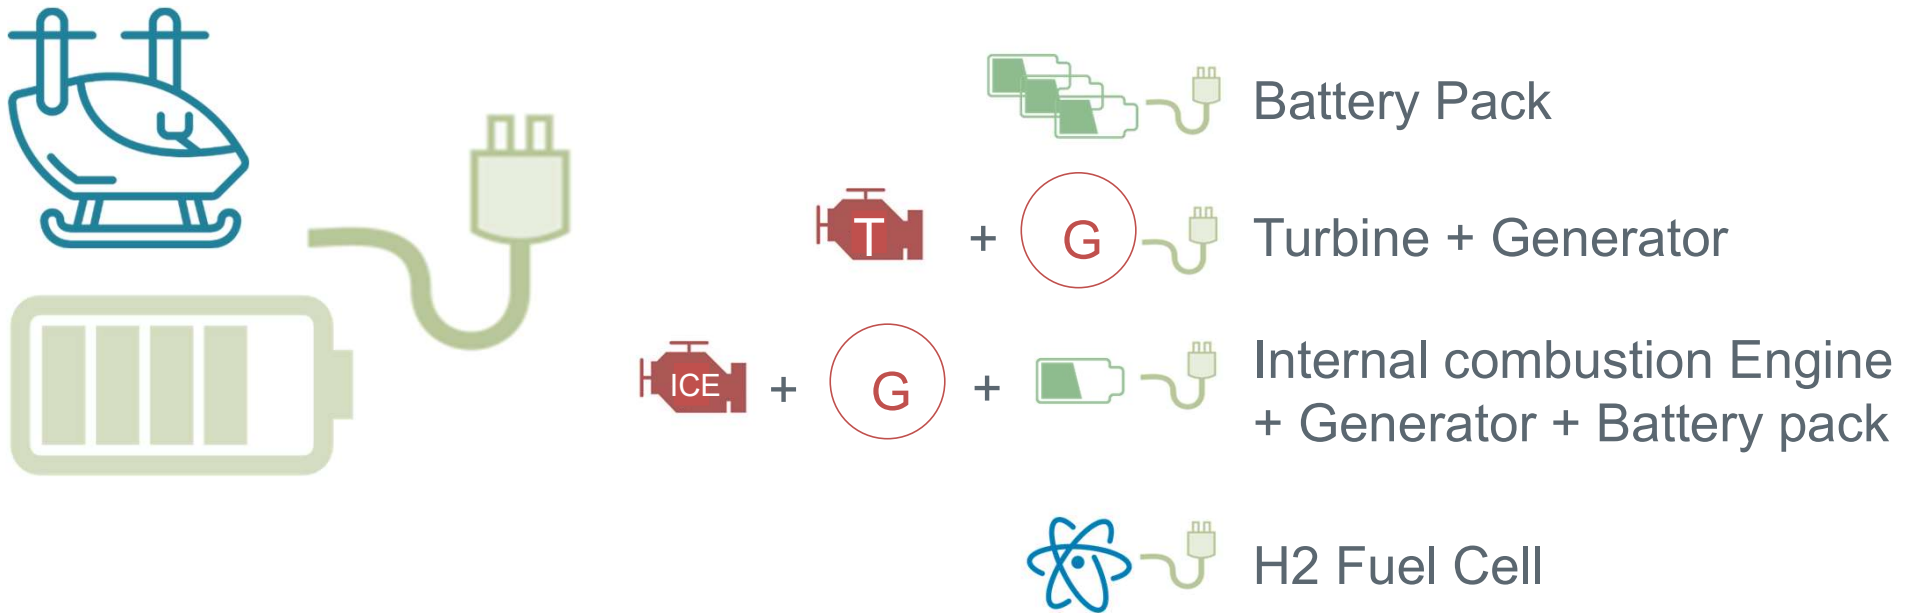 Battery Pack
T + G Turbine + Generator
ICE + G + Internal combustion Engine
+ Generator + Battery pack
H2 Fuel Cell